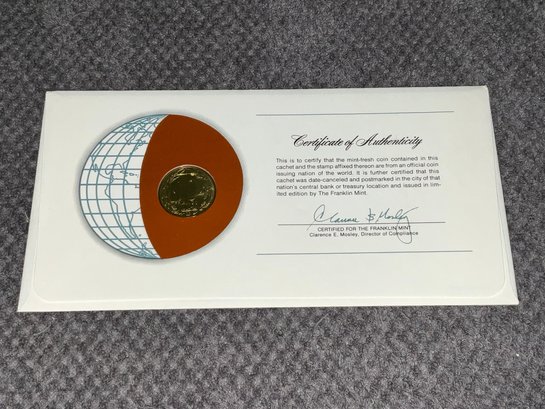 Certificate of Authenticity
This is to certify that the mint-fresh coin contained in this
cachet and the stamp affixed thereon are from an official coin
issuing nation of the world. It is further certified that this
cachet was date-canceled and postmarked in the city of that
nation's central bank or treasury location and issued in lim-
ited edition by The Franklin Mint.
Clarence E. Mosley
CERTIFIED FOR THE FRANKLIN MINT
Clarence E. Mosley, Director of Compliance